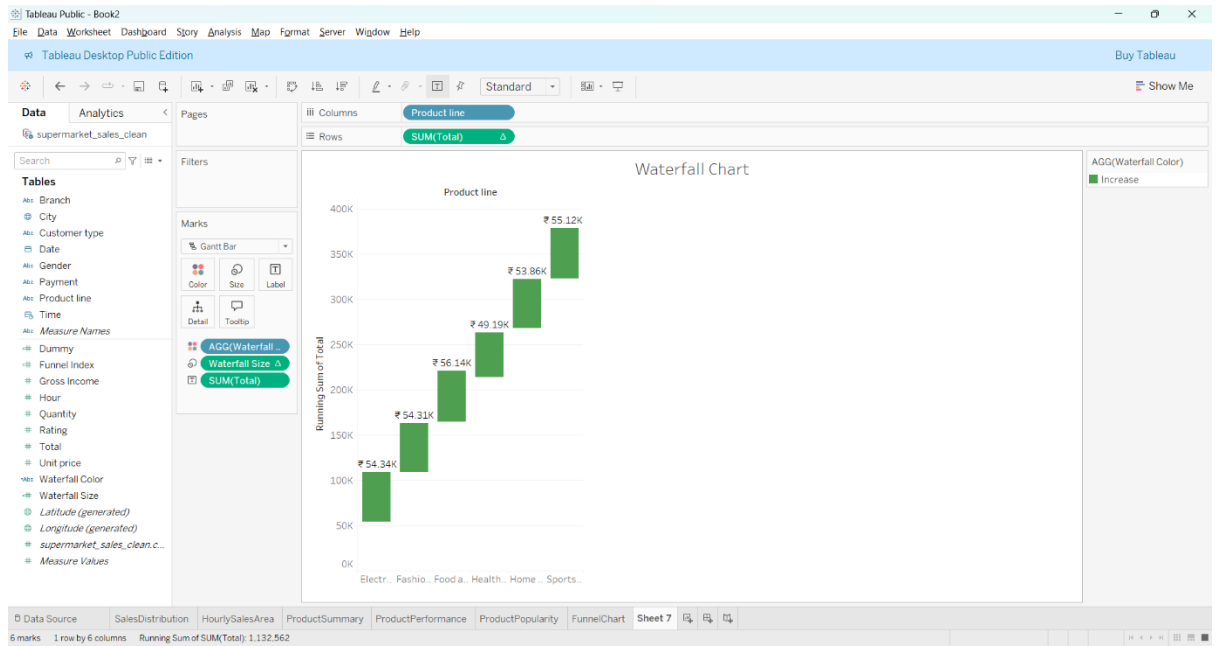 Tableau Public - Book2
File Data Worksheet Dashboard Story Analysis Map Format Server Window Help
Tableau Desktop Public Edition
Buy Tableau
Standard
Show Me
Data
Analytics
Pages
Columns
Product line
supermarket_sales_clean
Rows
SUM(Total)
Search
Filters
Tables
Abc Branch
City
Abc Customer type
Date
Abc Gender
Abc Payment
Abc Product line
Time
Abc Measure Names
Dummy
Funnel Index
# Gross Income
# Hour
# Quantity
# Rating
# Total
# Unit price
Waterfall Color
Waterfall Size
Latitude (generated)
Longitude (generated)
# supermarket_sales_clean.c...
# Measure Values
Marks
Gantt Bar
Color
Size
Label
Detail
Tooltip
AGG(Waterfall ..
Waterfall Size Δ
SUM(Total)
Waterfall Chart
Product line
Running Sum of Total
400K
350K
300K
250K
200K
150K
100K
50K
0K
₹ 55.12K
₹ 53.86K
₹ 49.19K
₹ 56.14K
₹ 54.31K
₹ 54.34K
Electr.. Fashio.. Food a.. Health.. Home .. Sports..
AGG(Waterfall Color)
Increase
Data Source
SalesDistribution
HourlySalesArea
ProductSummary
ProductPerformance
ProductPopularity
FunnelChart
Sheet 7
6 marks 1 row by 6 columns Running Sum of SUM(Total): 1,132,562